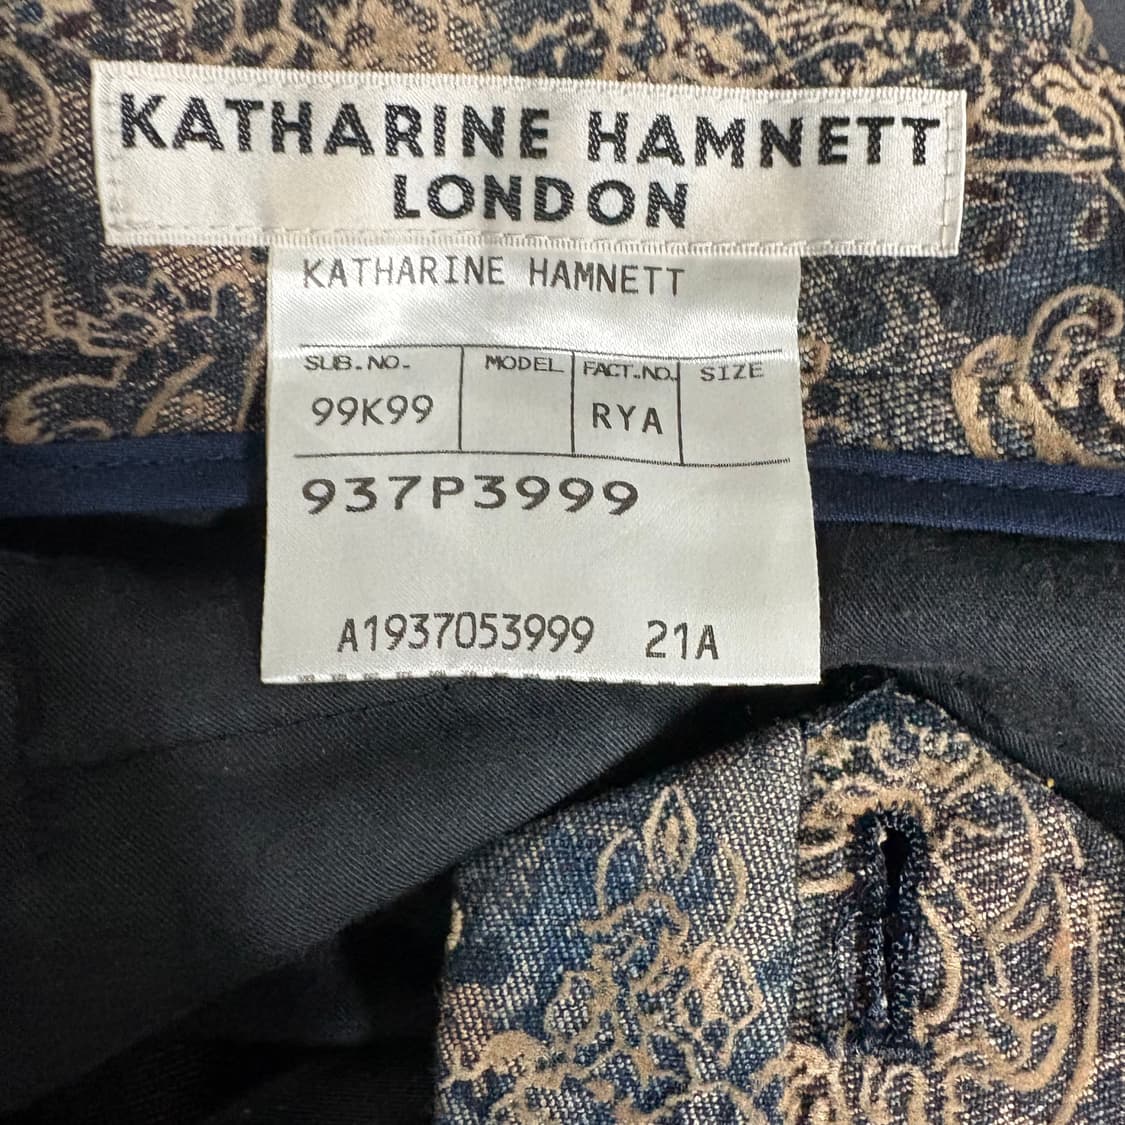 KATHARINE HAMNETT
LONDON
KATHARINE HAMNETT
SUB.NO. MODEL FACT.NO. SIZE
99K99 RYA
937P3999
A1937053999 21A